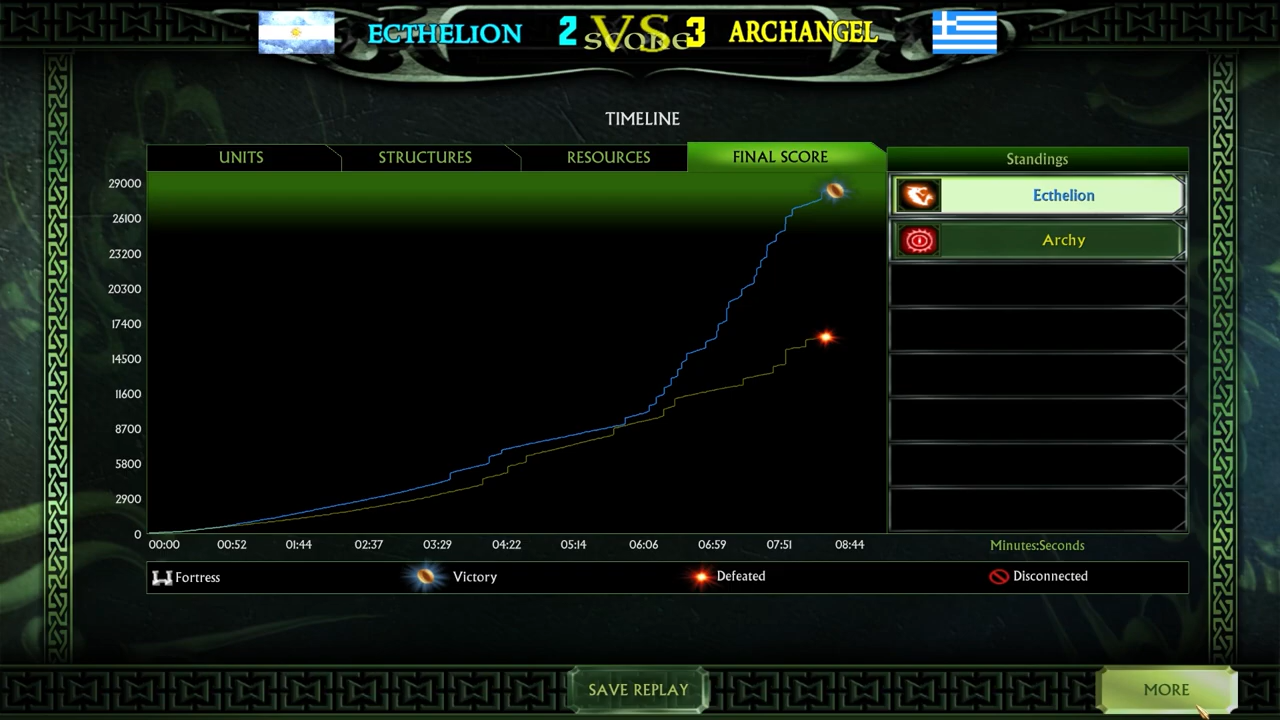 ECTHELION 2 VS 3 ARCHANGEL
SCORE
TIMELINE
UNITS STRUCTURES RESOURCES FINAL SCORE Standings
29000
26100
23200
20300
17400
14500
11600
8700
5800
2900
0
Ecthelion
Archy
00:00 00:52 01:44 02:37 03:29 04:22 05:14 06:06 06:59 07:51 08:44 Minutes:Seconds
Fortress Victory Defeated Disconnected
SAVE REPLAY MORE